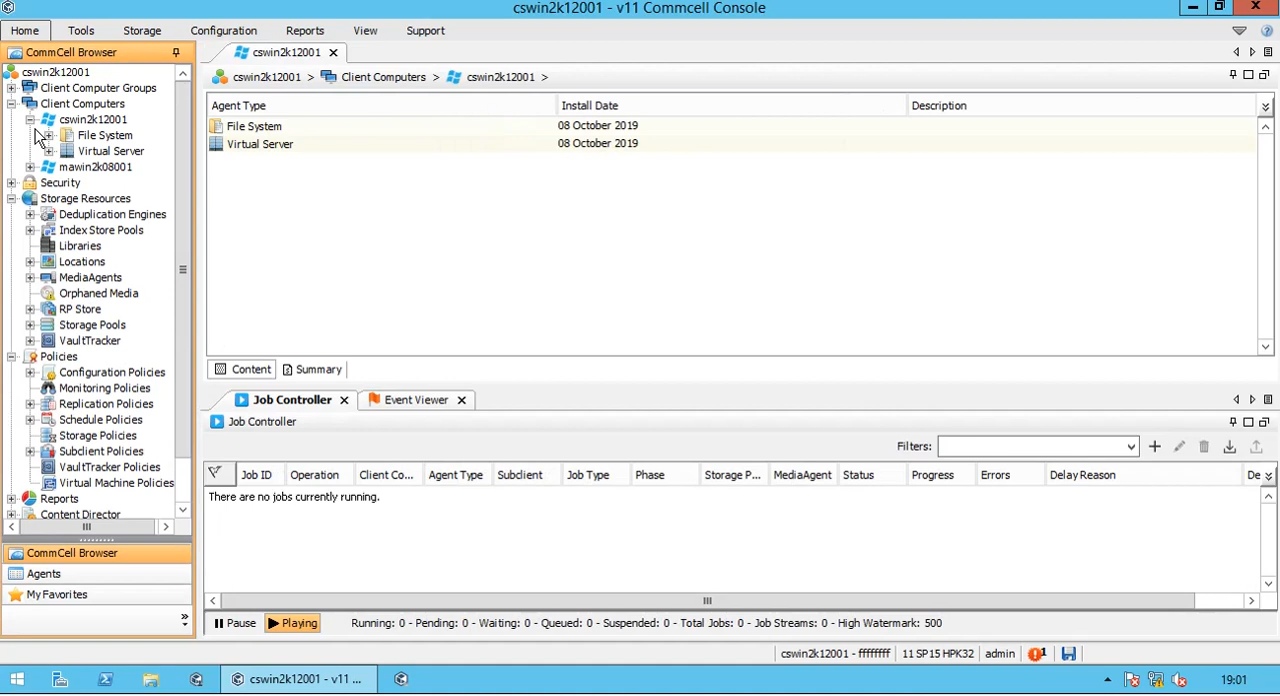 cswin2k12001 - v11 Commcell Console
Home Tools Storage Configuration Reports View Support
CommCell Browser
cswin2k12001
Client Computer Groups
Client Computers
cswin2k12001
File System
Virtual Server
mawin2k08001
Security
Storage Resources
Deduplication Engines
Index Store Pools
Libraries
Locations
MediaAgents
Orphaned Media
RP Store
Storage Pools
VaultTracker
Policies
Configuration Policies
Monitoring Policies
Replication Policies
Schedule Policies
Storage Policies
Subclient Policies
VaultTracker Policies
Virtual Machine Policies
Reports
Content Director
CommCell Browser
Agents
My Favorites
cswin2k12001
cswin2k12001 > Client Computers > cswin2k12001 >
Agent Type Install Date Description
File System 08 October 2019
Virtual Server 08 October 2019
Content Summary
Job Controller Event Viewer
Job Controller
Filters:
Job ID Operation Client Co... Agent Type Subclient Job Type Phase Storage P... MediaAgent Status Progress Errors Delay Reason De
There are no jobs currently running.
Pause Playing Running: 0 - Pending: 0 - Waiting: 0 - Queued: 0 - Suspended: 0 - Total Jobs: 0 - Job Streams: 0 - High Watermark: 500
cswin2k12001 - ffffffff 11 SP15 HPK32 admin 1
cswin2k12001 - v11 ... 19:01